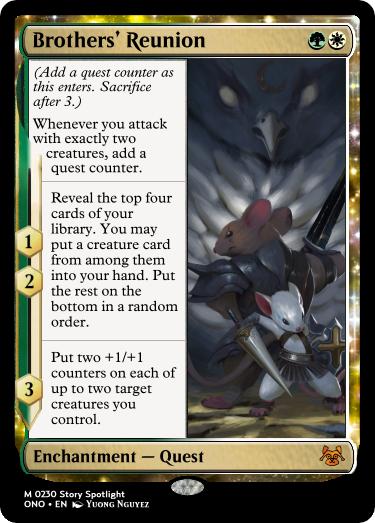 Brothers' Reunion
(Add a quest counter as
this enters. Sacrifice
after 3.)
Whenever you attack
with exactly two
creatures, add a
quest counter.
1
2
Reveal the top four
cards of your
library. You may
put a creature card
from among them
into your hand. Put
the rest on the
bottom in a random
order.
3
Put two +1/+1
counters on each of
up to two target
creatures you
control.
Enchantment — Quest
M 0230 Story Spotlight
ONO • EN Yuong Nguyez